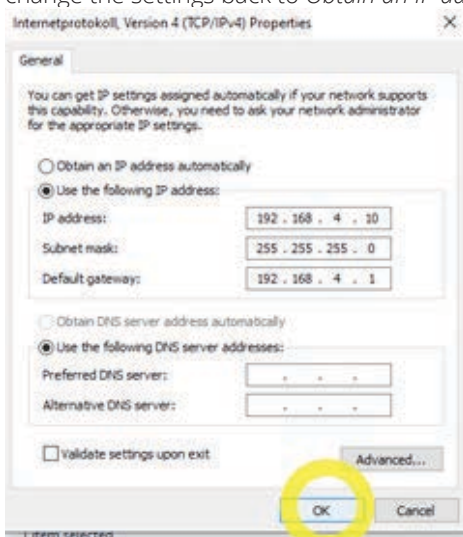 change the settings back to Obtain an IP ad
Internetprotokoll, Version 4 (TCP/IPv4) Properties
General
You can get IP settings assigned automatically if your network supports
this capability. Otherwise, you need to ask your network administrator
for the appropriate IP settings.
Obtain an IP address automatically
Use the following IP address:
IP address: 192 . 168 . 4 . 10
Subnet mask: 255 . 255 . 255 . 0
Default gateway: 192 . 168 . 4 . 1
Obtain DNS server address automatically
Use the following DNS server addresses:
Preferred DNS server: . . .
Alternative DNS server: . . .
Validate settings upon exit
Advanced...
OK Cancel
1 item selected